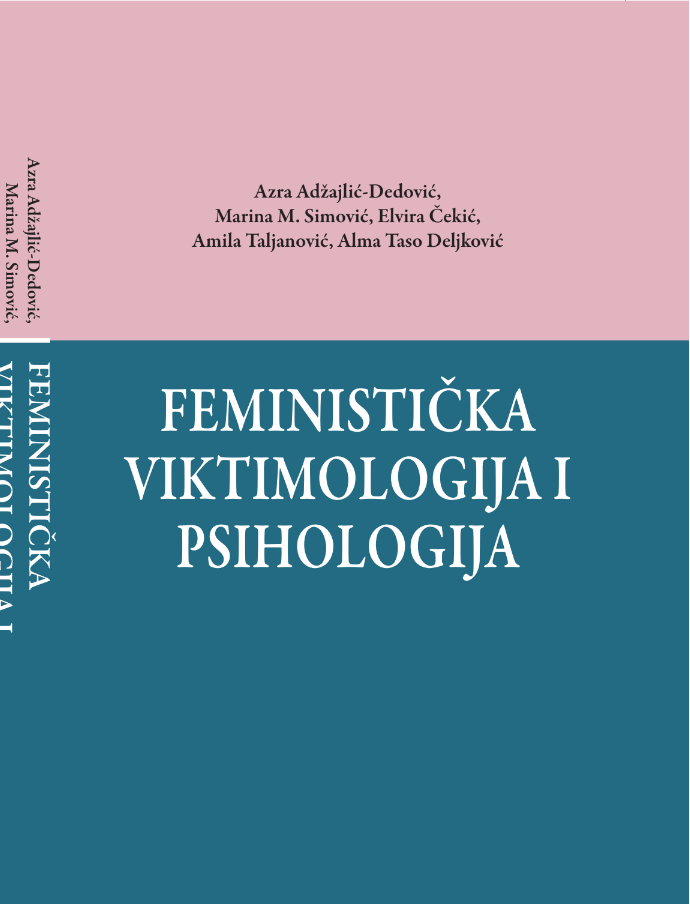 Azra Adžajlić-Dedović,
Marina M. Simović, Elvira Čekić,
Amila Taljanović, Alma Taso Deljković
FEMINISTIČKA
VIKTIMOLOGIJA I
PSIHOLOGIJA
Azra Adžajlić-Dedović,
Marina M. Simović,
FEMINISTIČKA
VIKTIMOLOGIJA I